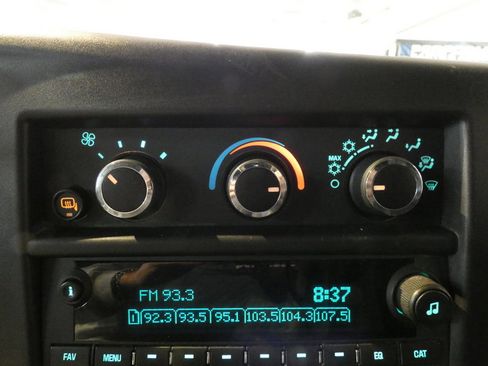 MAX
FM 93.3 8:37
1 92.3 93.5 95.1 103.5 104.3 107.5
i
FAV MENU EQ CAT